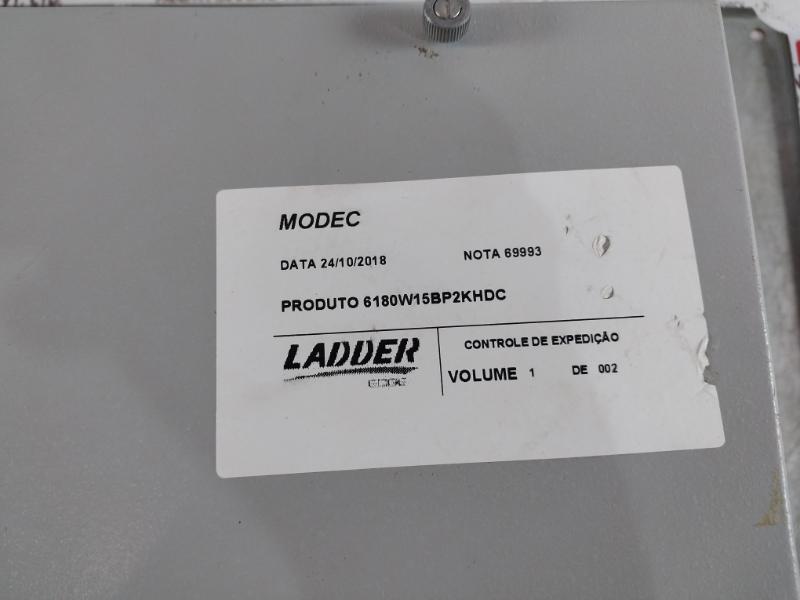 MODEC
DATA 24/10/2018 NOTA 69993
PRODUTO 6180W15BP2KHDC
LADDER
CONTROLE DE EXPEDIÇÃO
VOLUME 1 DE 002